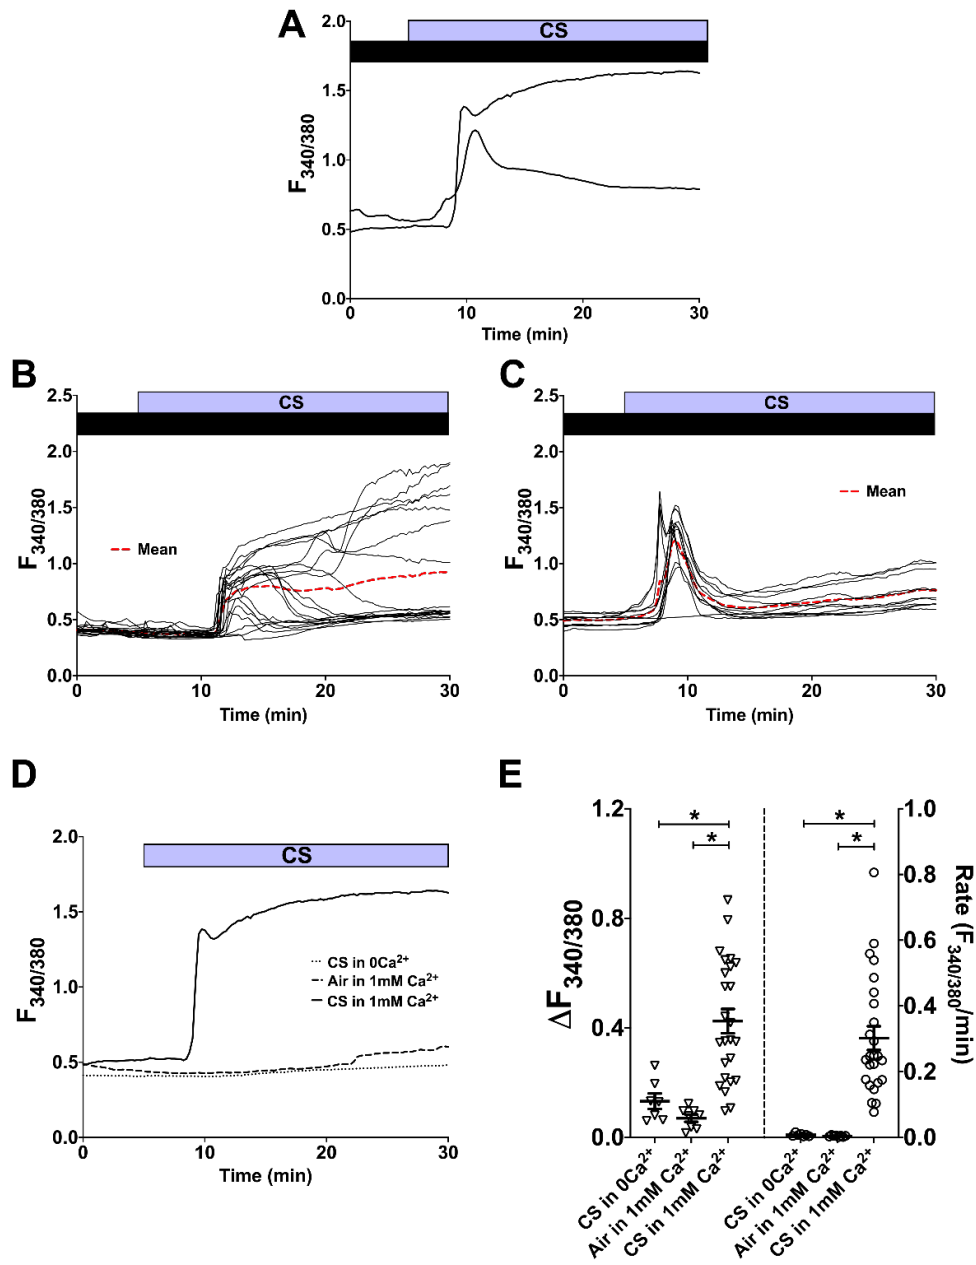 A
CS
2.0
1.5
1.0
0.5
0.0
F340/380
0
10
20
30
Time (min)
B
CS
2.5
2.0
1.5
1.0
0.5
0.0
F340/380
Mean
0
10
20
30
Time (min)
C
CS
2.5
2.0
1.5
1.0
0.5
0.0
F340/380
Mean
0
10
20
30
Time (min)
D
CS
2.0
1.5
1.0
0.5
0.0
F340/380
CS in 0Ca2+
Air in 1mM Ca2+
CS in 1mM Ca2+
0
10
20
30
Time (min)
E
1.2
0.8
0.4
0.0
ΔF340/380
*
*
*
*
1.0
0.8
0.6
0.4
0.2
0.0
Rate (F340/380/min)
CS in 0Ca2+
Air in 1mM Ca2+
CS in 1mM Ca2+
CS in 0Ca2+
Air in 1mM Ca2+
CS in 1mM Ca2+